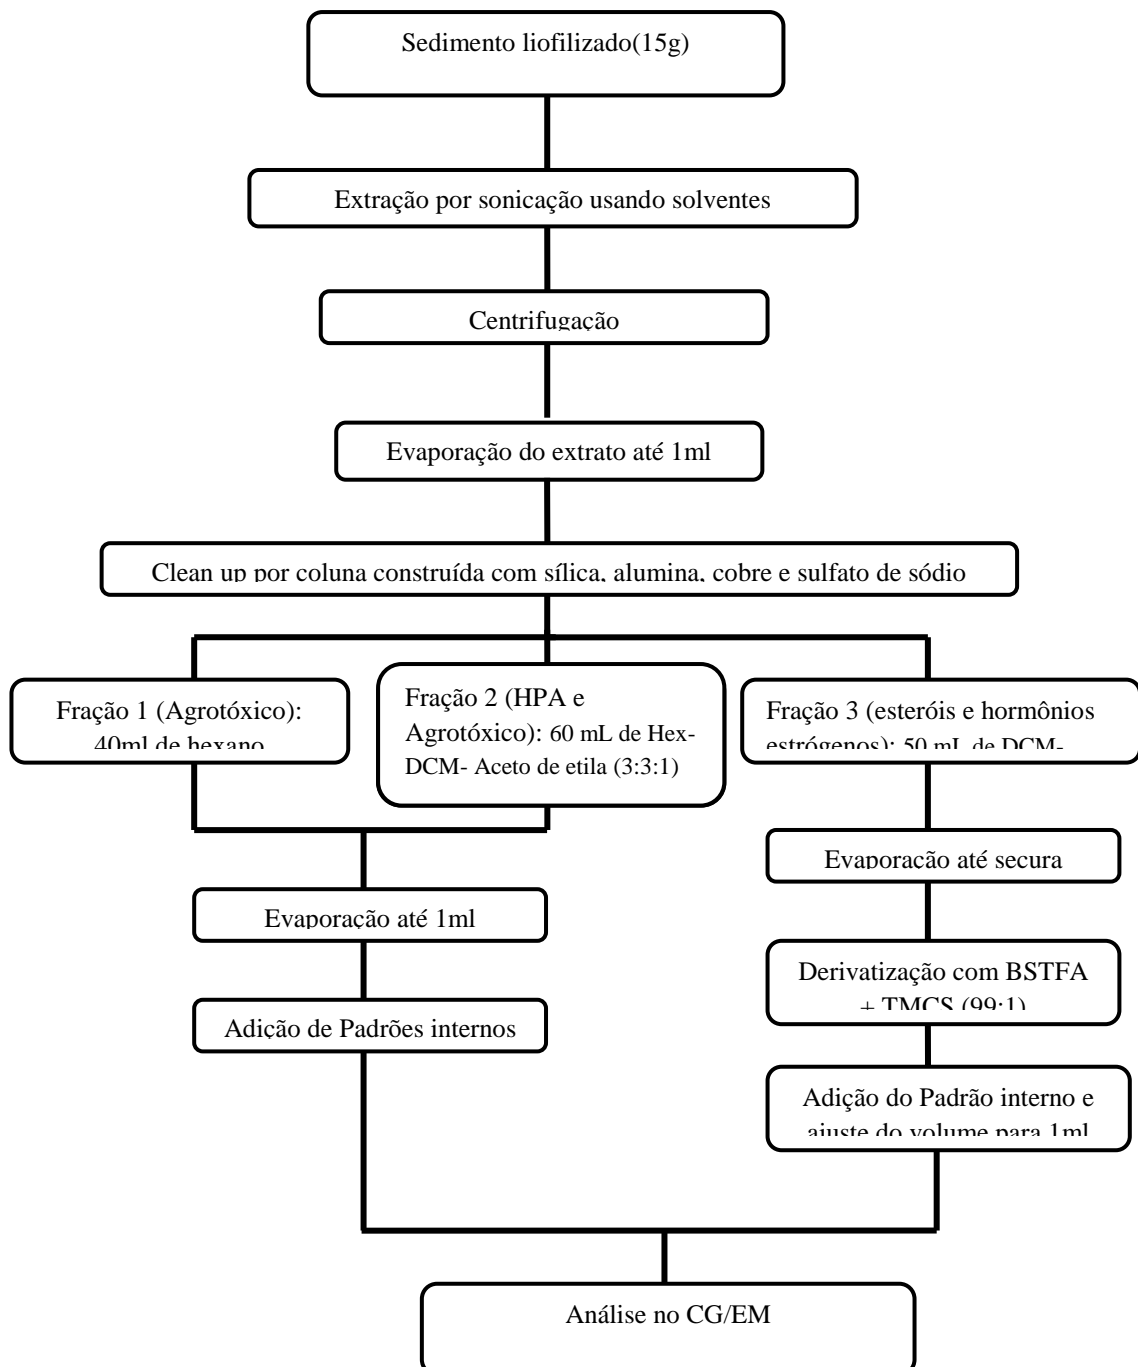 Sedimento liofilizado(15g)
Extração por sonicação usando solventes
Centrifugação
Evaporação do extrato até 1ml
Clean up por coluna construída com sílica, alumina, cobre e sulfato de sódio
Fração 1 (Agrotóxico):
40ml de hexano
Fração 2 (HPA e
Agrotóxico): 60 mL de Hex-
DCM- Aceto de etila (3:3:1)
Fração 3 (esteróis e hormônios
estrógenos): 50 mL de DCM-
Evaporação até 1ml
Evaporação até secura
Adição de Padrões internos
Derivatização com BSTFA
+ TMCS (99:1)
Adição do Padrão interno e
ajuste do volume para 1ml
Análise no CG/EM